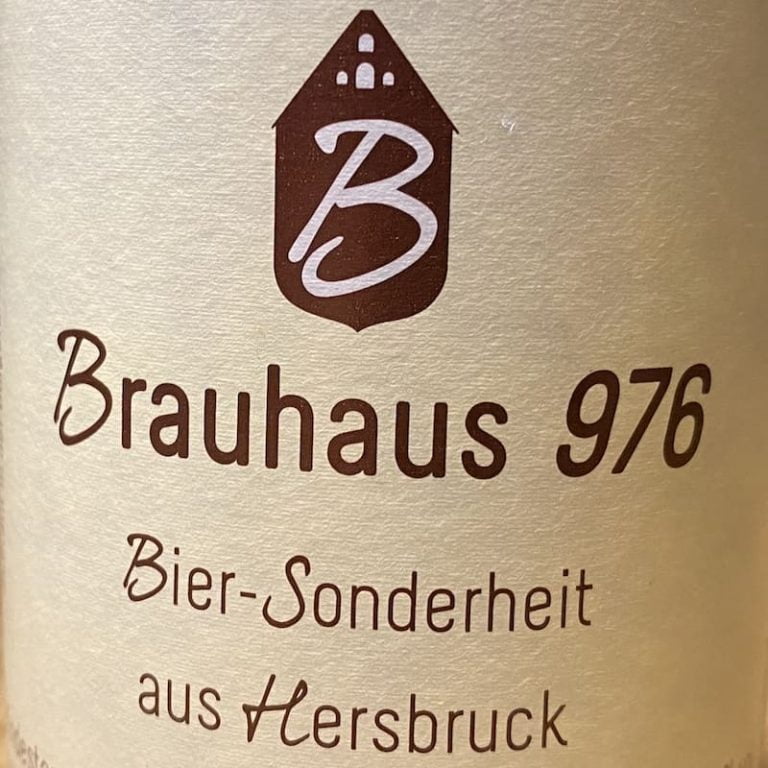 B
Brauhaus 976
Bier-Sonderheit
aus Hersbruck